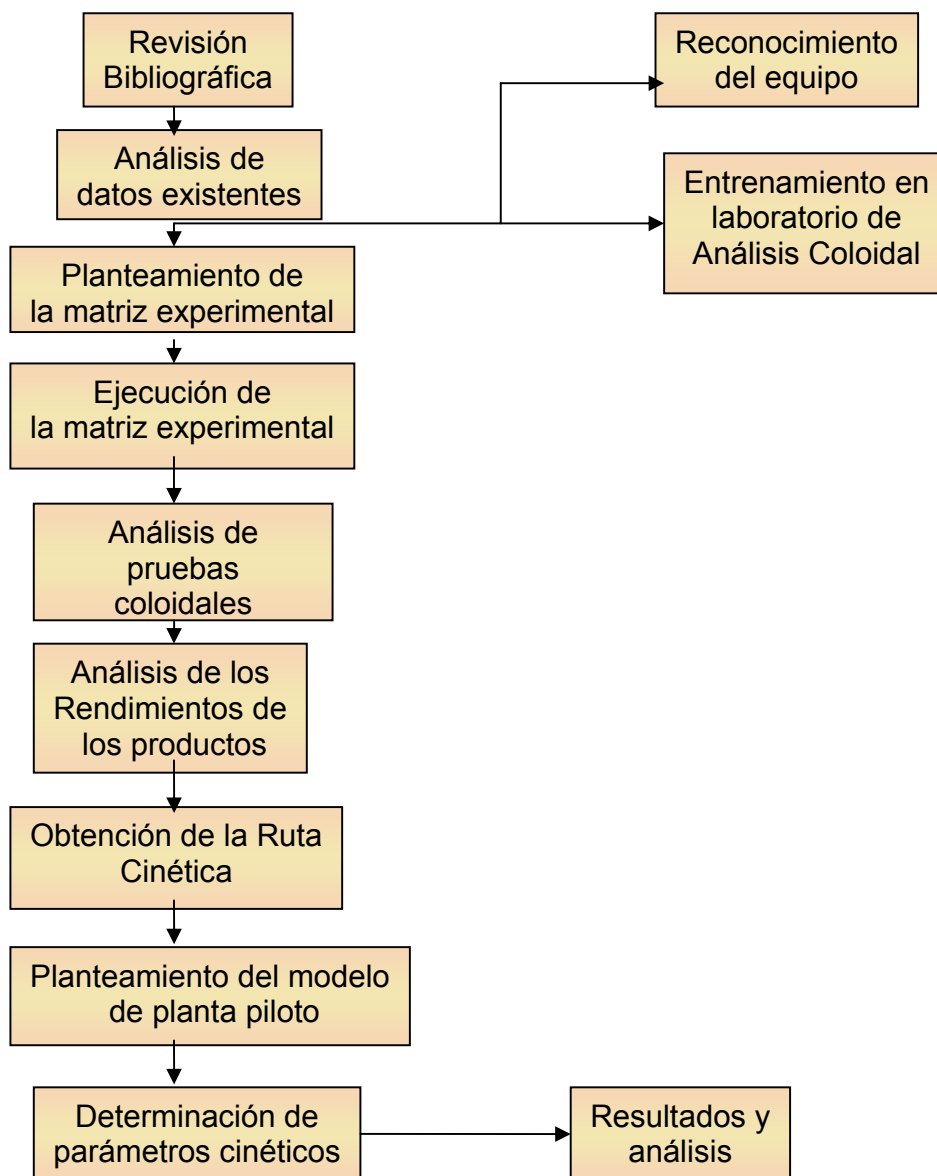 Revisión
Bibliográfica
Reconocimiento
del equipo
Análisis de
datos existentes
Entrenamiento en
laboratorio de
Análisis Coloidal
Planteamiento de
la matriz experimental
Ejecución de
la matriz experimental
Análisis de
pruebas
coloidales
Análisis de los
Rendimientos de
los productos
Obtención de la Ruta
Cinética
Planteamiento del modelo
de planta piloto
Determinación de
parámetros cinéticos
Resultados y
análisis